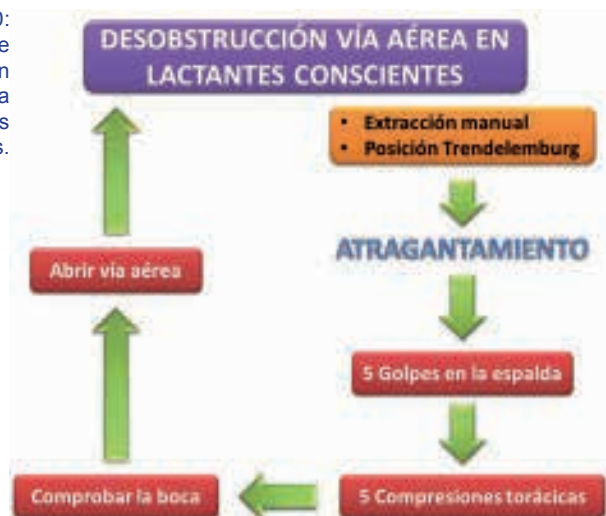 0:
e
n
a
s
s.
DESOBSTRUCCIÓN VÍA AÉREA EN
LACTANTES CONSCIENTES
• Extracción manual
• Posición Trendelemburg
ATRAGANTAMIENTO
5 Golpes en la espalda
5 Compresiones torácicas
Comprobar la boca
Abrir vía aérea